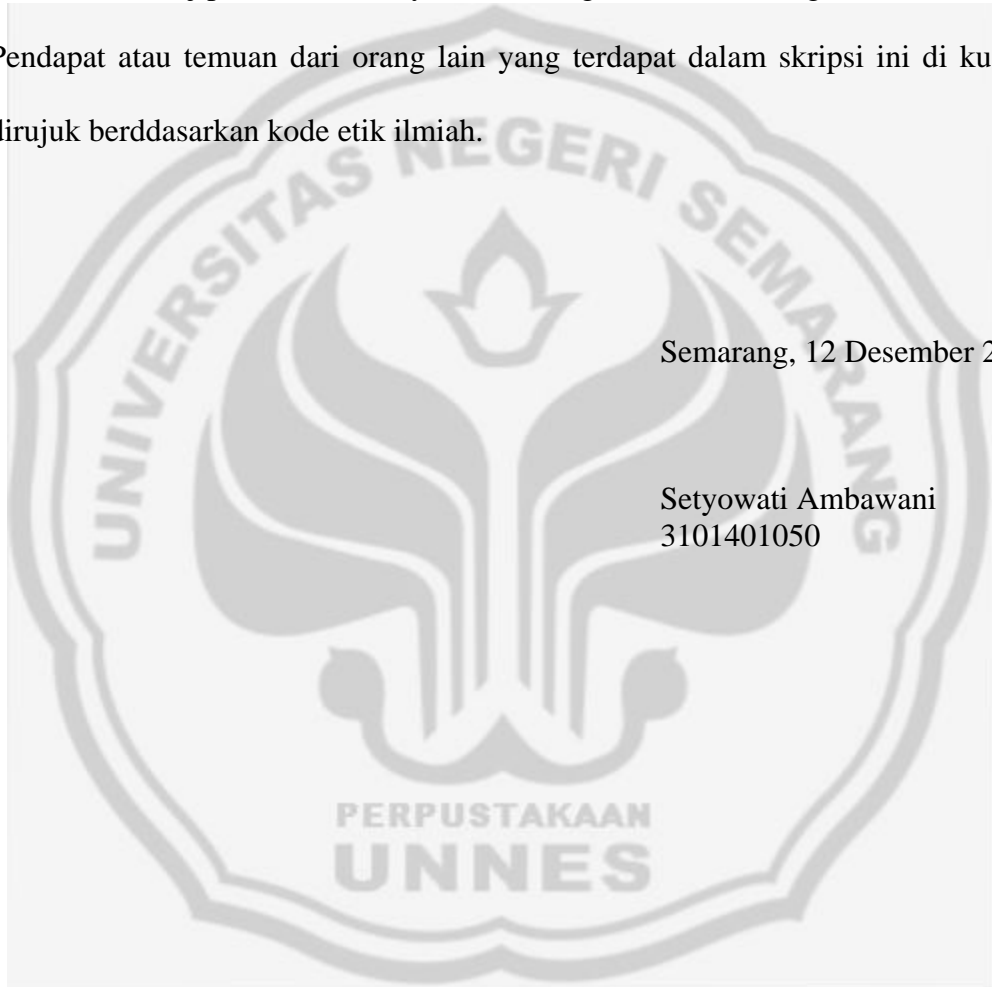 Pendapat atau temuan dari orang lain yang terdapat dalam skripsi ini di ku
dirujuk berddasarkan kode etik ilmiah.
UNIVERSITAS NEGERI SEMARANG
Semarang, 12 Desember 2
Setyowati Ambawani
3101401050
PERPUSTAKAAN
UNNES